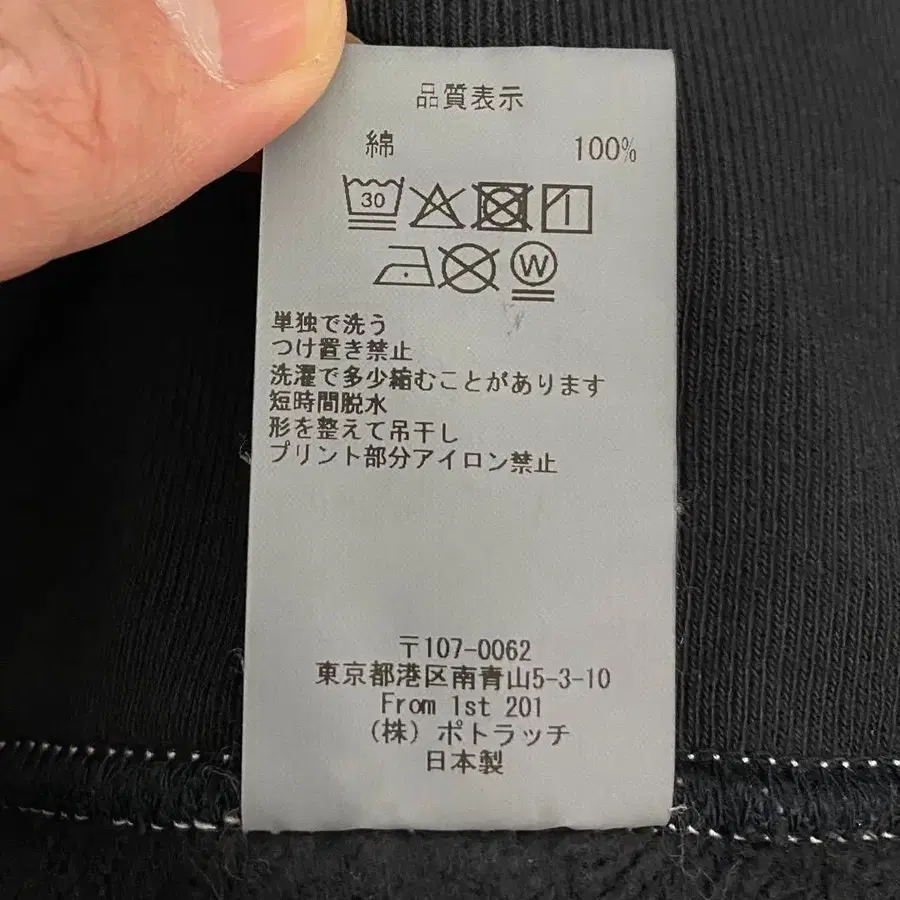 品質表示
綿 100%
30
W
単独で洗う
つけ置き禁止
洗濯で多少縮むことがあります
短時間脱水
形を整えて吊干し
プリント部分アイロン禁止
〒107-0062
東京都港区南青山5-3-10
From 1st 201
(株) ポトラッチ
日本製